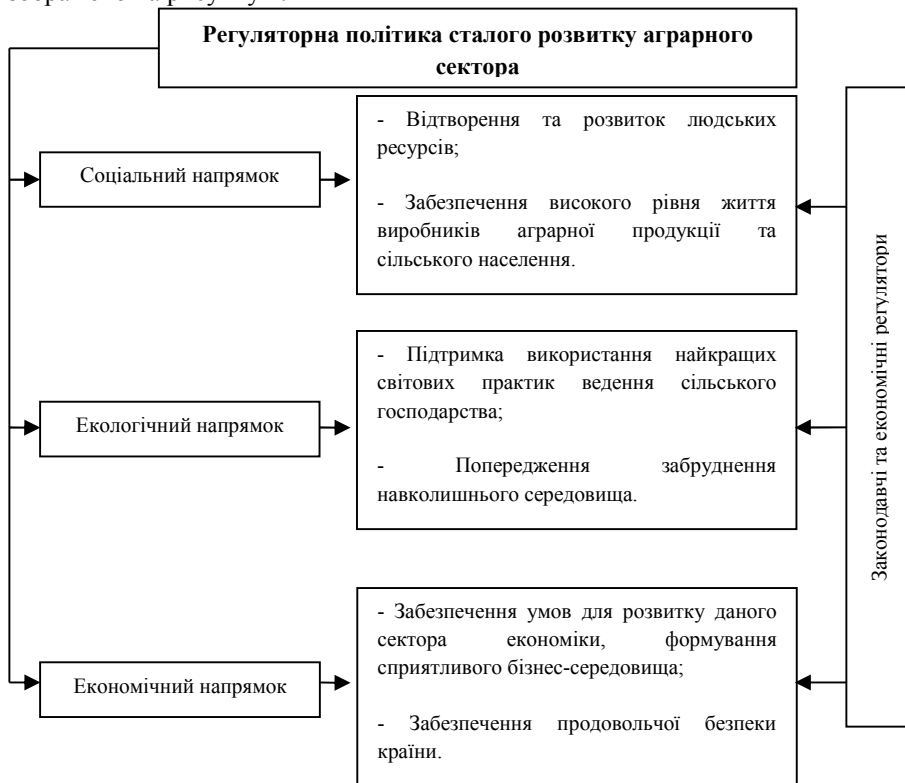 Регуляторна політика сталого розвитку аграрного
сектора
Соціальний напрямок
- Відтворення та розвиток людських
ресурсів;
- Забезпечення високого рівня життя
виробників аграрної продукції та
сільського населення.
Екологічний напрямок
- Підтримка використання найкращих
світових практик ведення сільського
господарства;
- Попередження забруднення
навколишнього середовища.
Економічний напрямок
- Забезпечення умов для розвитку даного
сектора економіки, формування
сприятливого бізнес-середовища;
- Забезпечення продовольчої безпеки
країни.
Законодавчі та економічні регулятори